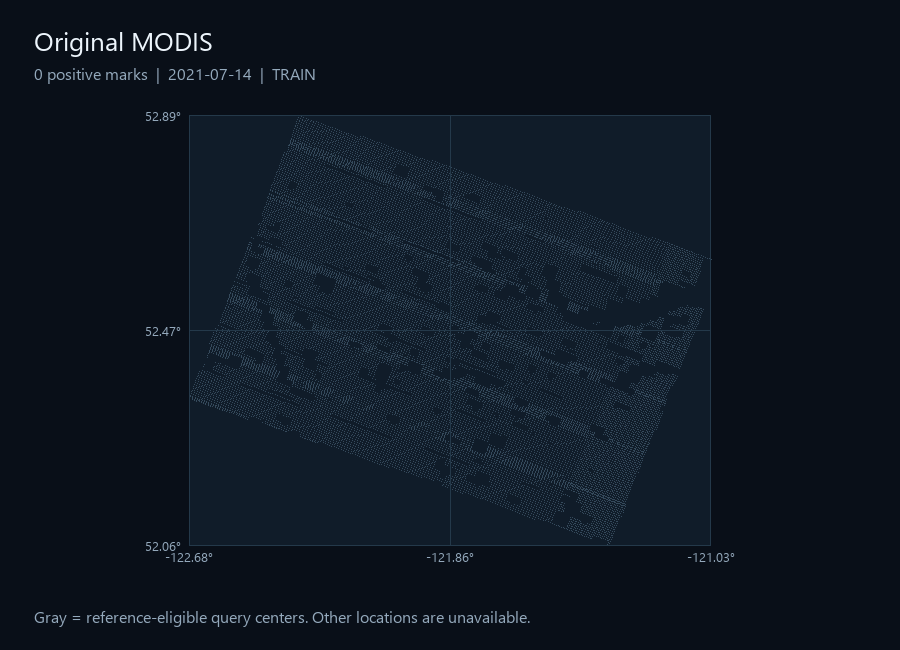 Original MODIS
0 positive marks | 2021-07-14 | TRAIN
52.89°
52.47°
52.06°
-122.68°
-121.86°
-121.03°
Gray = reference-eligible query centers. Other locations are unavailable.